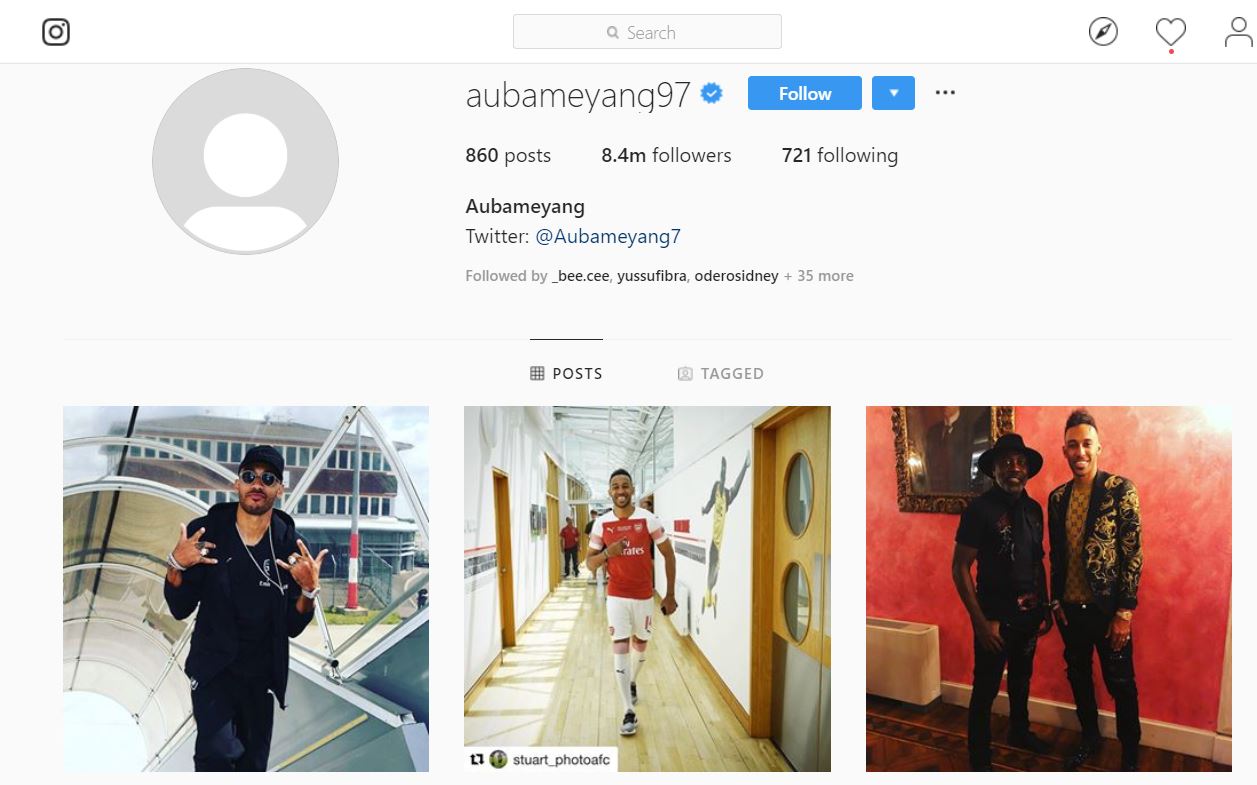 Search
aubameyang97
Follow
860 posts 8.4m followers 721 following
Aubameyang
Twitter: @Aubameyang7
Followed by _bee.cee, yussufibra, oderosidney + 35 more
POSTS
TAGGED
Emirates
14
stuart_photoafc